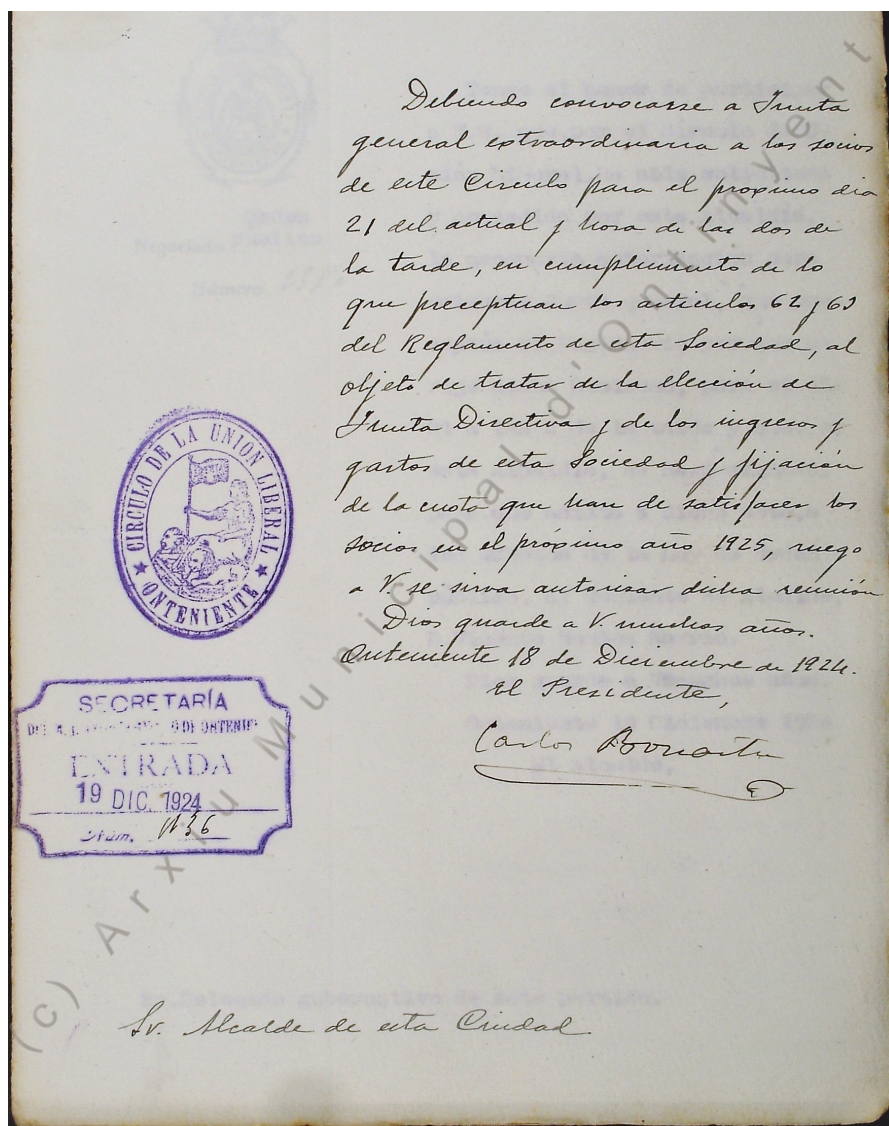 Debiendo convocarse a Junta
general extraordinaria a los socios
de este Circulo para el proximo dia
21 del actual y hora de las dos de
la tarde, en cumplimiento de lo
que preceptuan los articulos 62 y 63
del Reglamento de esta Sociedad, al
objeto de tratar de la elección de
Junta Directiva y de los ingresos y
gastos de esta Sociedad y fijación
de la cuota que han de satisfacer los
socios en el próximo año 1925, ruego
a V. se sirva autorizar dicha reunión
Dios guarde a V. muchos años.
Onteniente 18 de Diciembre de 1924.
El Presidente,
Carlos
CIRCULO DE LA UNION LIBERAL
ONTENIENTE
SECRETARÍA
ENTRADA
19 DIC. 1924
Núm. 1136
Sr. Alcalde de esta Ciudad
(c) Arxiu Municipal d'Ontinyent